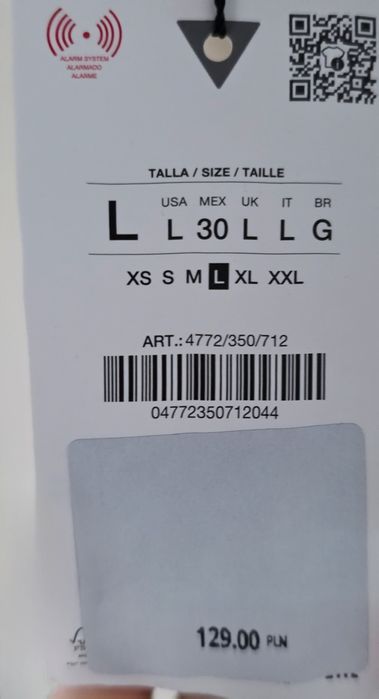 ALARM SYSTEM
ALARMADO
ALARME
TALLA / SIZE / TAILLE
USA MEX UK IT BR
L L 30 L L G
XS S M L XL XXL
ART.: 4772/350/712
04772350712044
129.00 PLN